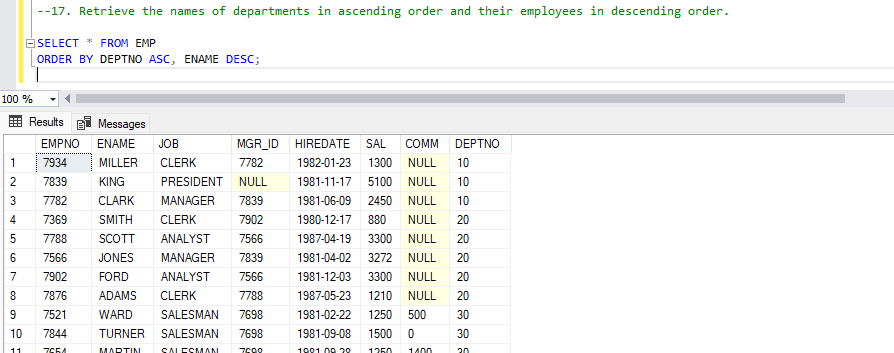 --17. Retrieve the names of departments in ascending order and their employees in descending order.
SELECT * FROM EMP
ORDER BY DEPTNO ASC, ENAME DESC;
100 %
Results Messages
EMPNO ENAME JOB MGR_ID HIREDATE SAL COMM DEPTNO
1 7934 MILLER CLERK 7782 1982-01-23 1300 NULL 10
2 7839 KING PRESIDENT NULL 1981-11-17 5100 NULL 10
3 7782 CLARK MANAGER 7839 1981-06-09 2450 NULL 10
4 7369 SMITH CLERK 7902 1980-12-17 880 NULL 20
5 7788 SCOTT ANALYST 7566 1987-04-19 3300 NULL 20
6 7566 JONES MANAGER 7839 1981-04-02 3272 NULL 20
7 7902 FORD ANALYST 7566 1981-12-03 3300 NULL 20
8 7876 ADAMS CLERK 7788 1987-05-23 1210 NULL 20
9 7521 WARD SALESMAN 7698 1981-02-22 1250 500 30
10 7844 TURNER SALESMAN 7698 1981-09-08 1500 0 30
11 7654 MARTIN SALESMAN 7698 1981-09-28 1250 1400 30